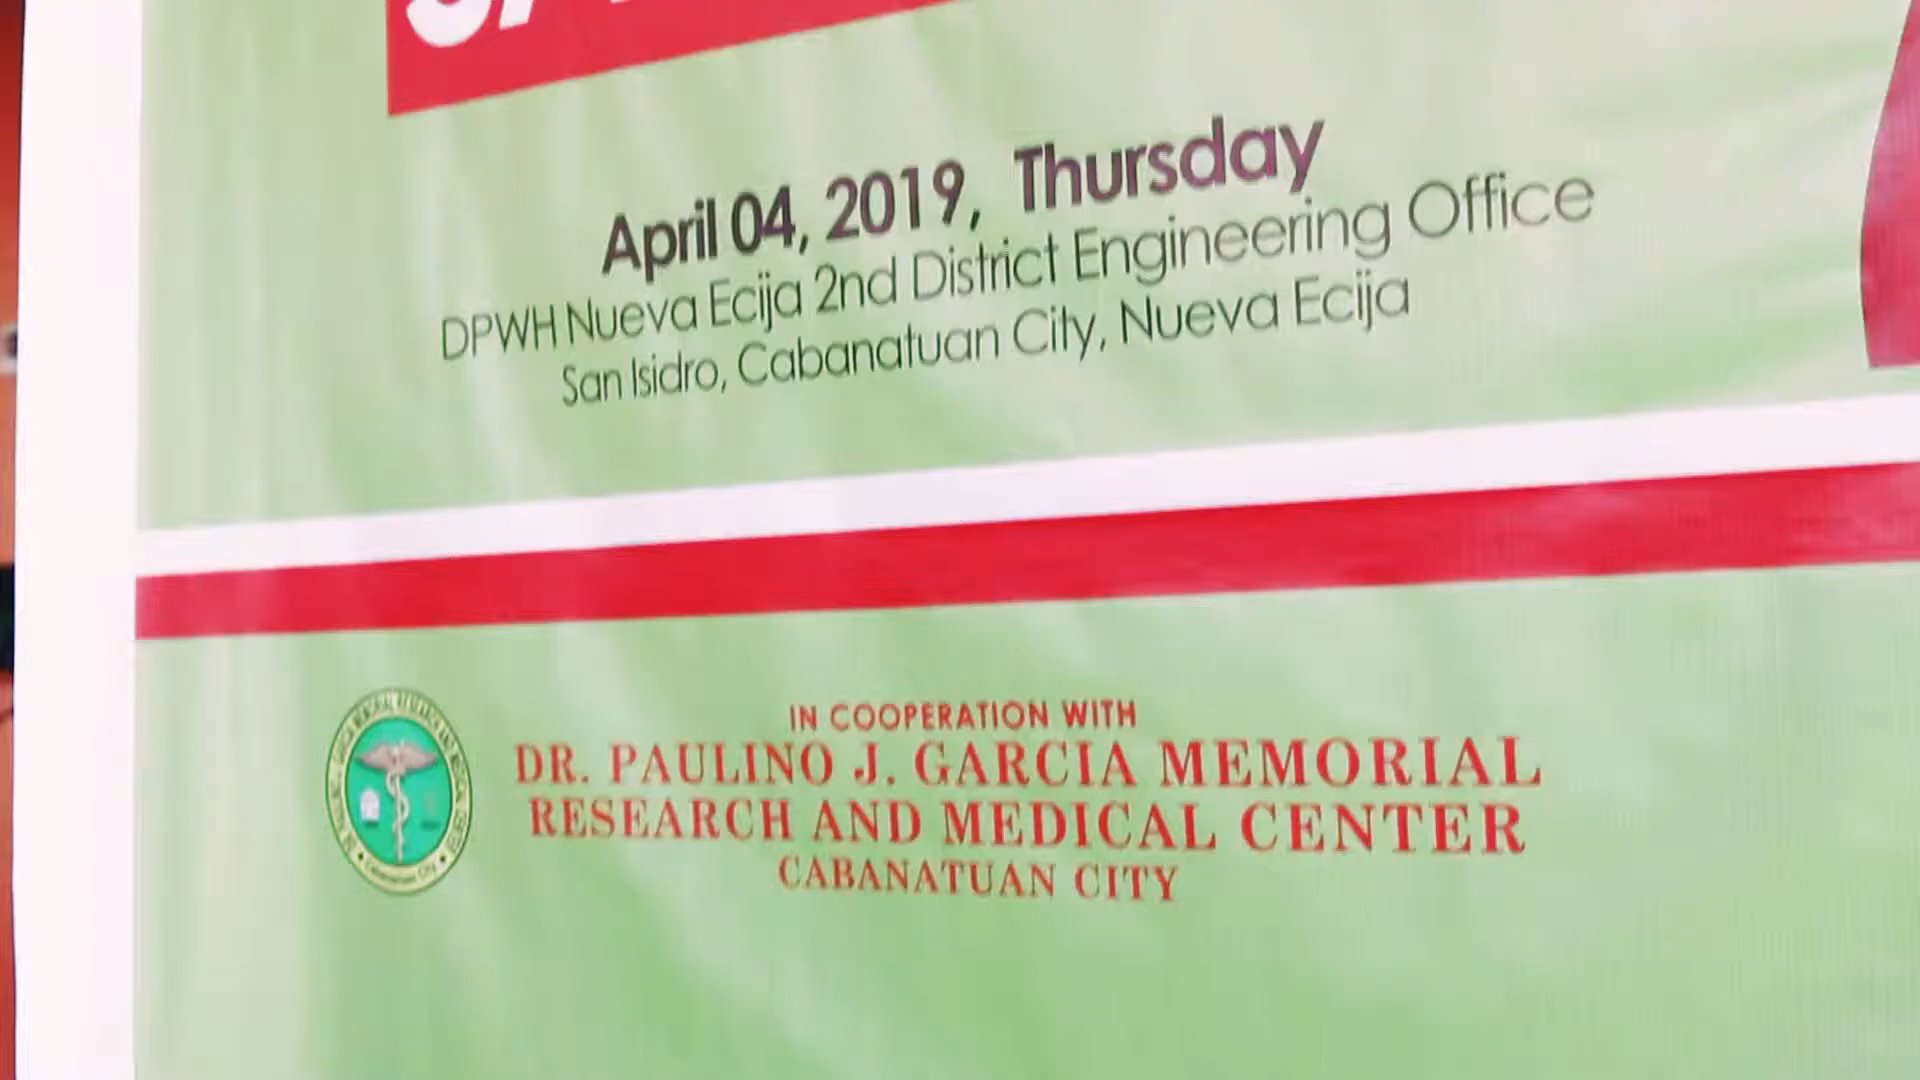 April 04, 2019, Thursday
DPWH Nueva Ecija 2nd District Engineering Office
San Isidro, Cabanatuan City, Nueva Ecija
IN COOPERATION WITH
DR. PAULINO J. GARCIA MEMORIAL
RESEARCH AND MEDICAL CENTER
CABANATUAN CITY